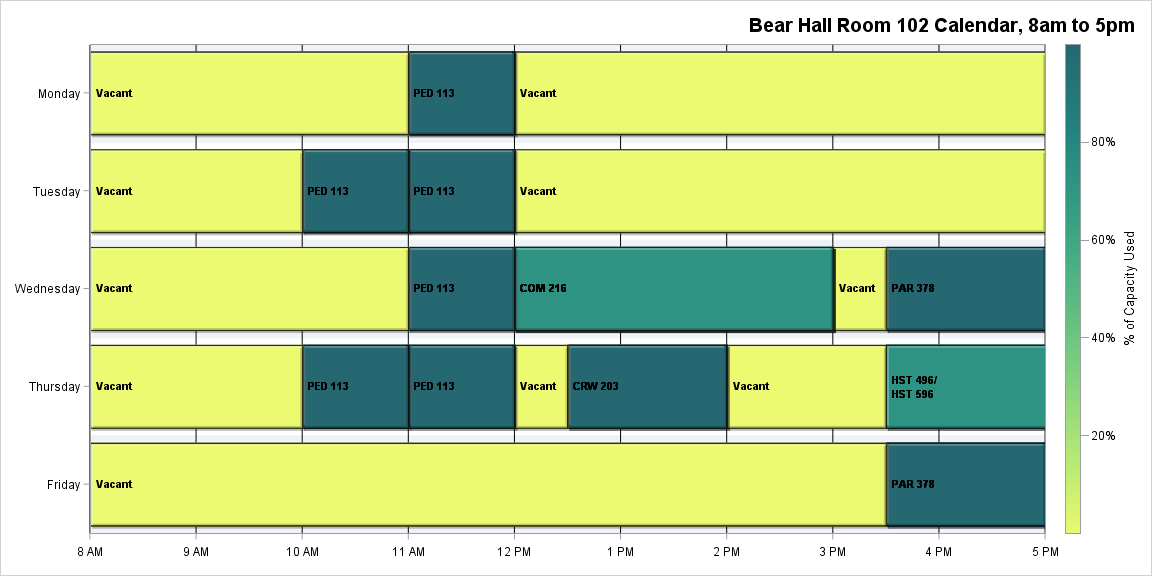 Bear Hall Room 102 Calendar, 8am to 5pm
Monday
Vacant
PED 113
Vacant
Tuesday
Vacant
PED 113
PED 113
Vacant
Wednesday
Vacant
PED 113
COM 216
Vacant
PAR 378
Thursday
Vacant
PED 113
PED 113
Vacant
CRW 203
Vacant
HST 496/
HST 596
Friday
Vacant
PAR 378
8 AM
9 AM
10 AM
11 AM
12 PM
1 PM
2 PM
3 PM
4 PM
5 PM
80%
60%
40%
20%
% of Capacity Used